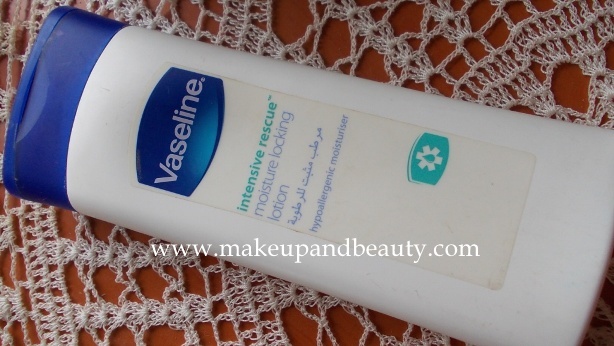 Vaseline.
intensive rescue™
moisture locking
lotion
مرطب مثبت للرطوبة
hypoallergenic moisturiser
www.makeupandbeauty.com